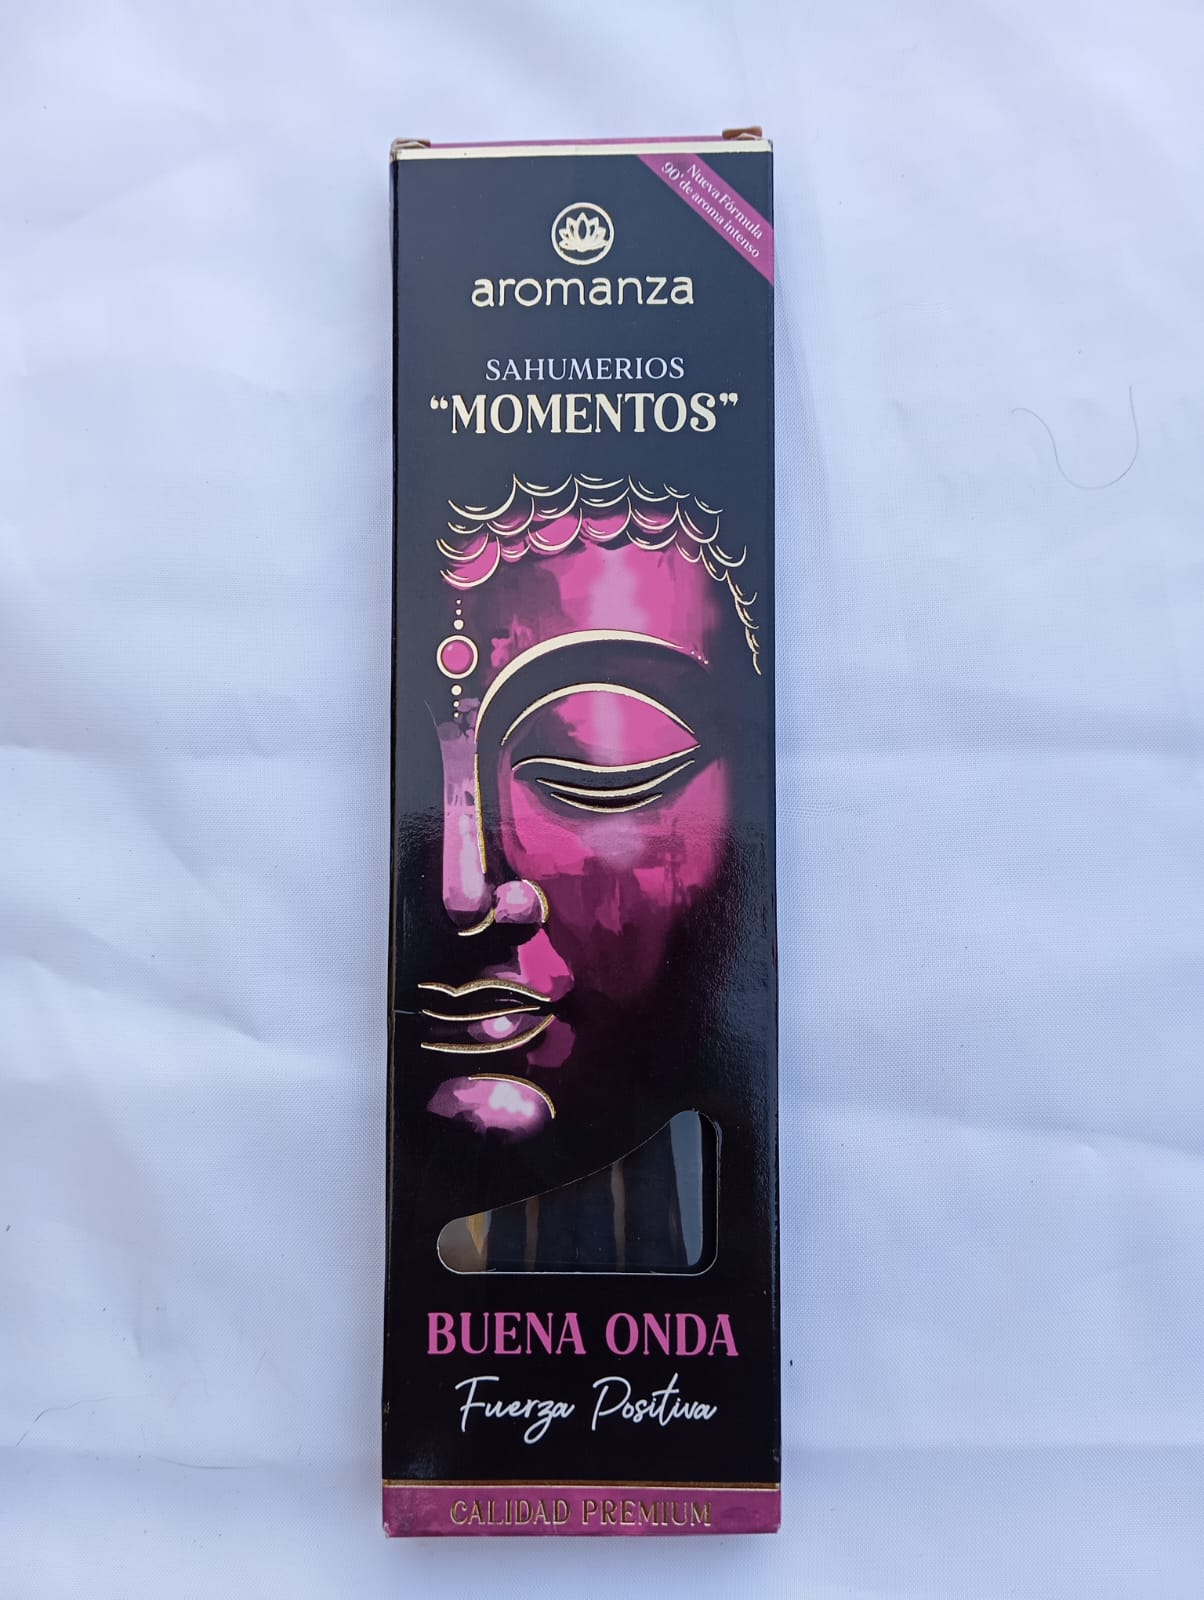 Nueva Fórmula
90' de aroma intenso
aromanza
SAHUMERIOS
“MOMENTOS”
BUENA ONDA
Fuerza Positiva
CALIDAD PREMIUM